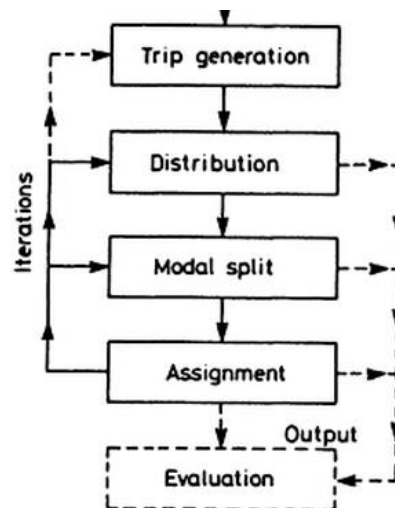 Trip generation
Distribution
Iterations
Modal split
Assignment
Output
Evaluation